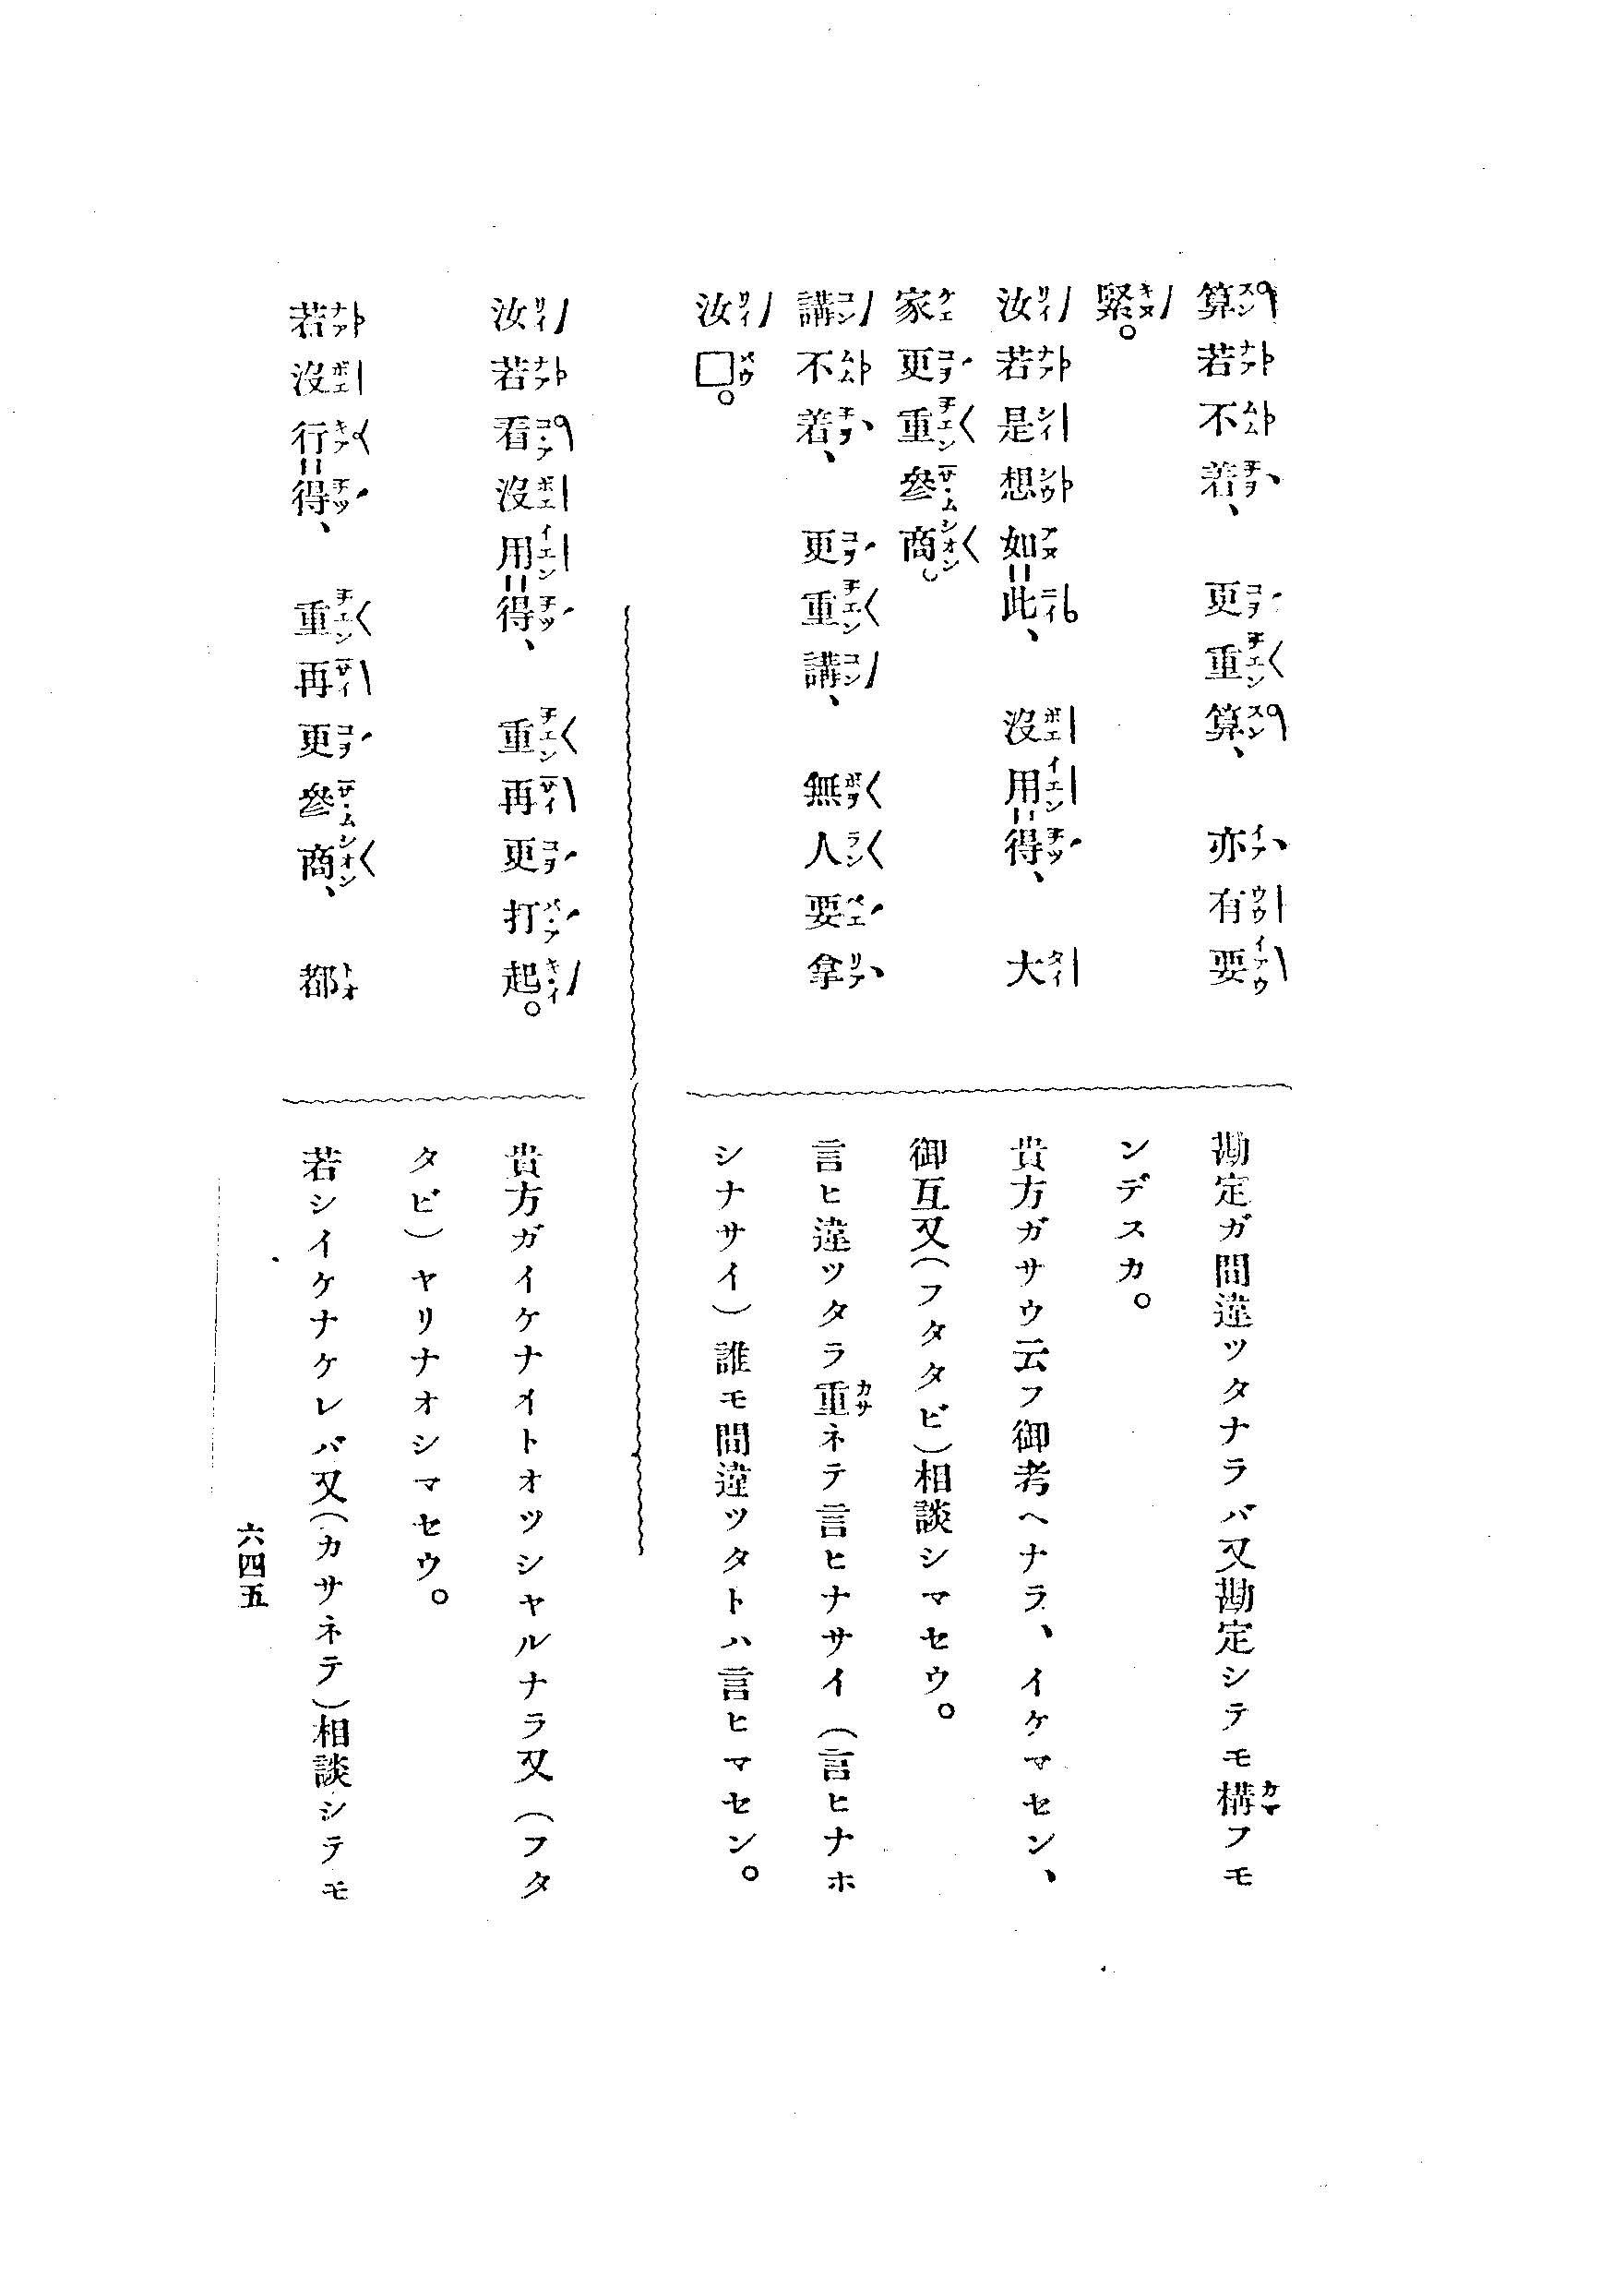 算若不着、更重算、亦有要
緊。
汝若是想如此、沒用得、大
家更重參商。
講不着、更重講、無人要拿
汝□。
勘定ガ間違ツタナラバ又勘定シテモ構フモ
ンデスカ。
貴方ガサウ云フ御考ヘナラ、イケマセン、
御互又(フタタビ)相談シマセウ。
言ヒ違ツタラ重ネテ言ヒナサイ(言ヒナホ
シナサイ)誰モ間違ツタトハ言ヒマセン。
汝若看沒用得、重再更打起。
若沒行得、重再更參商、都
貴方ガイケナイトオツシヤルナラ又(フタ
タビ)ヤリナオシマセウ。
若シイケナケレバ又(カサネテ)相談シテモ
六四五